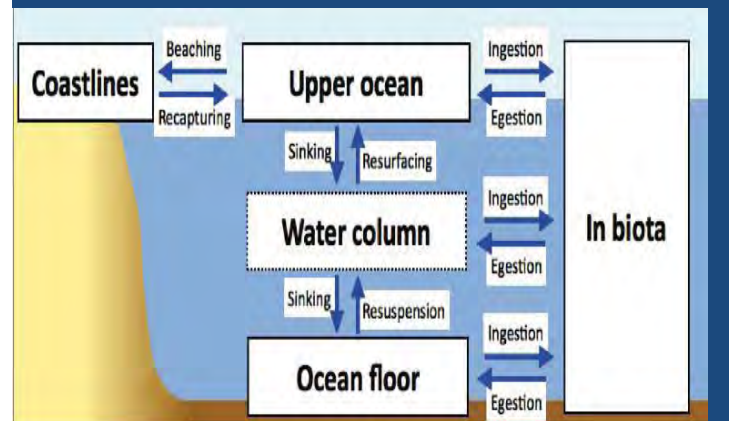 Beaching
Coastlines
Recapturing
Upper ocean
Ingestion
Egestion
Sinking
Resurfacing
Water column
Ingestion
Egestion
In biota
Sinking
Resuspension
Ocean floor
Ingestion
Egestion